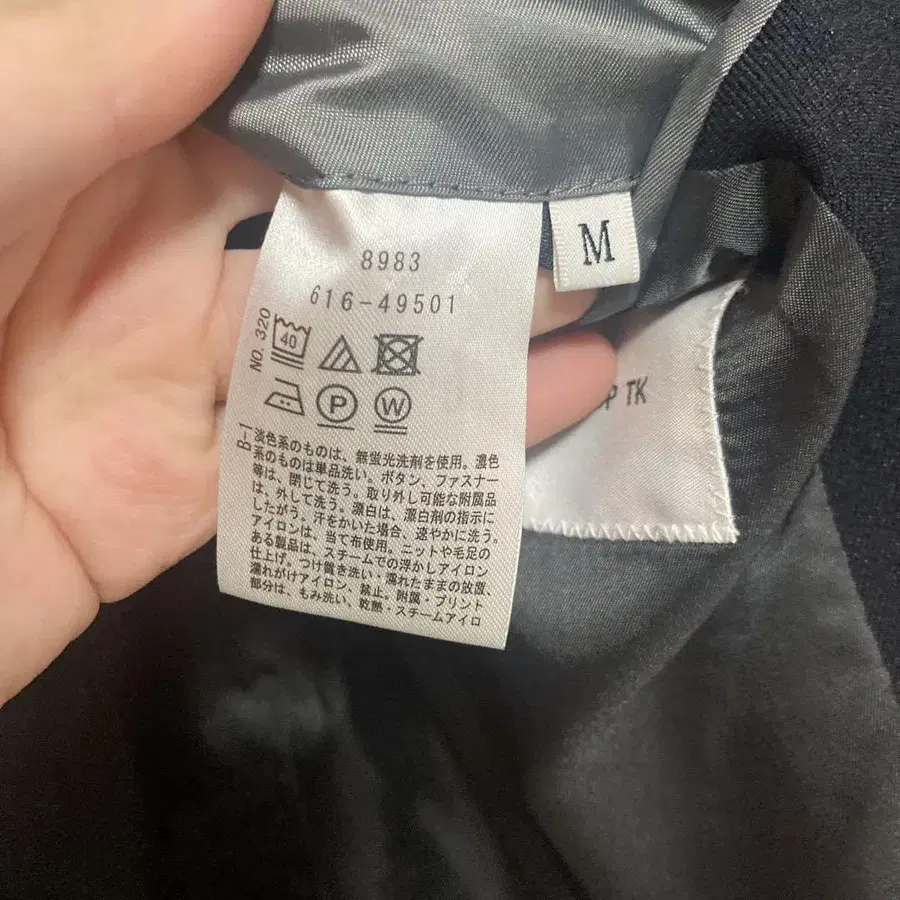 8983
616-49501
NO. 320
40
P
W
B-1
淡色系のものは、無蛍光洗剤を使用。濃色
系のものは単品洗い。ボタン、ファスナー
等は、閉じて洗う。取り外し可能な附属品
は、外して洗う。漂白は、漂白剤の指示に
したがう。汗をかいた場合、速やかに洗う。
アイロンは、当て布使用。ニットや毛足の
ある製品は、スチームでの浮かしアイロン
仕上げ。つけ置き洗い・濡れたままの放置、
濡れがけアイロン、禁止。附属・プリント
部分は、もみ洗い、乾熱・スチームアイロ
M
P TK